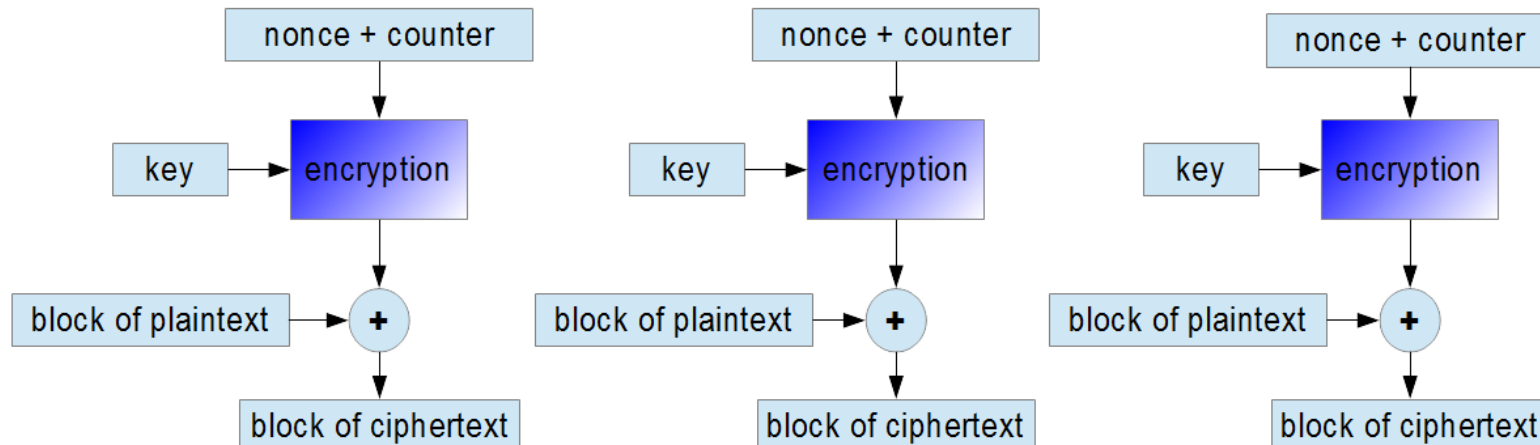 nonce + counter
nonce + counter
nonce + counter
key
encryption
key
encryption
key
encryption
block of plaintext
+
block of plaintext
+
block of plaintext
+
block of ciphertext
block of ciphertext
block of ciphertext